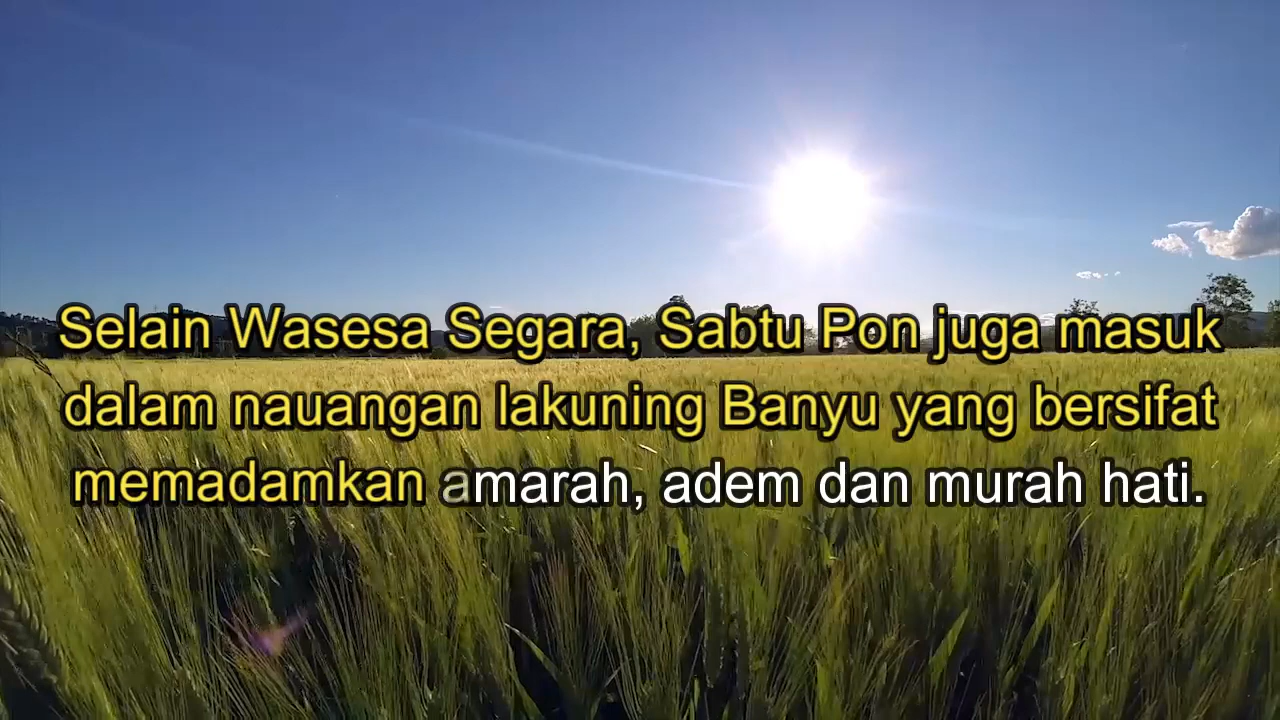 Selain Wasesa Segara, Sabtu Pon juga masuk
dalam nauangan lakuning Banyu yang bersifat
memadamkan amarah, adem dan murah hati.